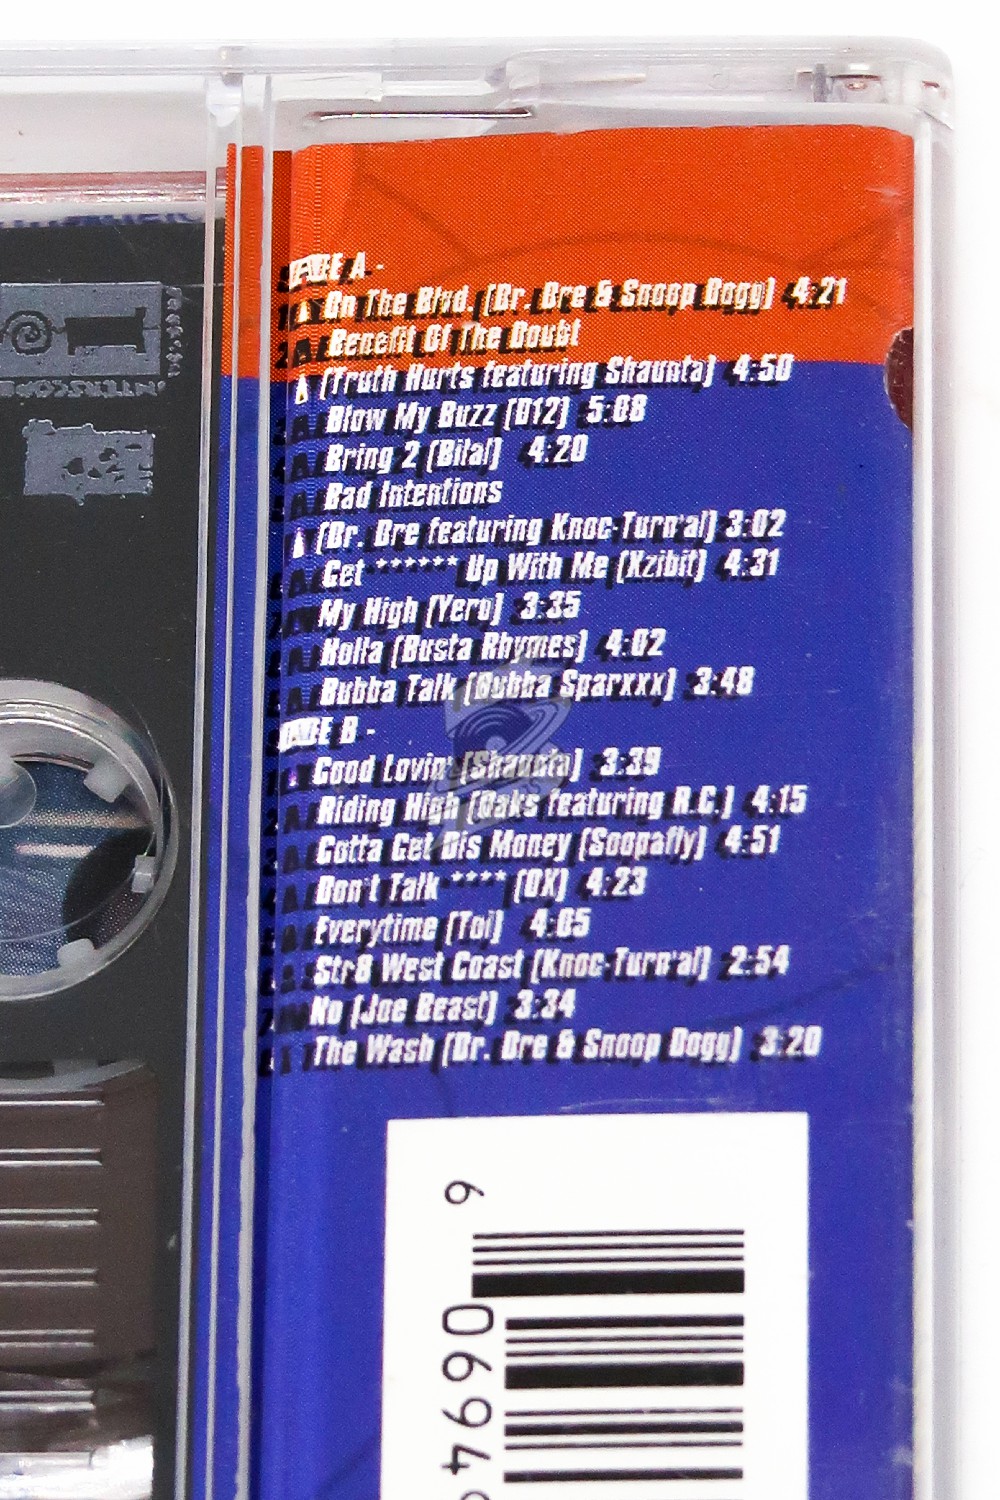 SIDE A -
On The Blvd. (Dr. Dre & Snoop Dogg) 4:21
Benefit Of The Doubt
(Truth Hurts featuring Shaunta) 4:50
Blow My Buzz (D12) 5:08
Bring 2 (Bilal) 4:20
Bad Intentions
(Dr. Dre featuring Knoc-Turn'al) 3:02
Get ****** Up With Me (Xzibit) 4:31
My High (Yero) 3:35
Holla (Busta Rhymes) 4:02
Bubba Talk (Bubba Sparxxx) 3:48
SIDE B -
Good Lovin' (Shaunta) 3:39
Riding High (Daks featuring R.C.) 4:15
Gotta Get Dis Money (Soopafly) 4:51
Don't Talk **** (OX) 4:23
Everytime (Toi) 4:05
Str8 West Coast (Knoc-Turn'al) 2:54
No (Joe Beast) 3:34
The Wash (Dr. Dre & Snoop Dogg) 3:20
6
0694